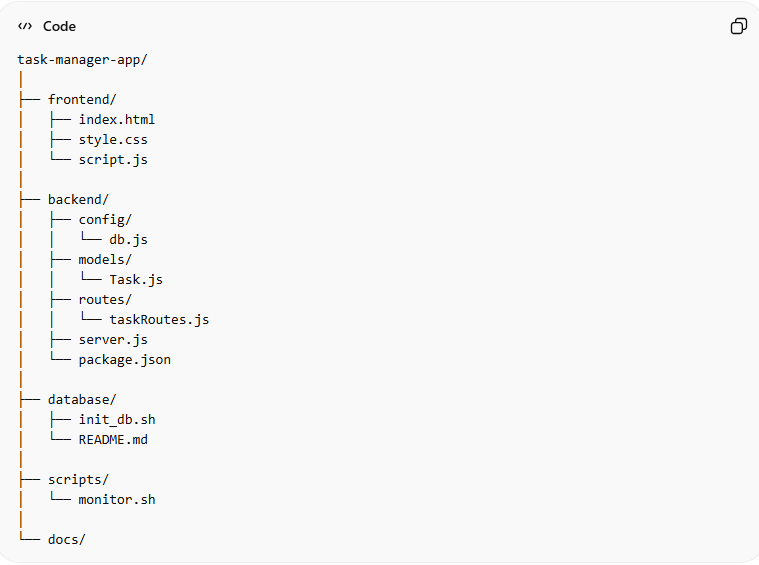 Code
task-manager-app/
│
├── frontend/
│   ├── index.html
│   ├── style.css
│   └── script.js
│
├── backend/
│   ├── config/
│   │   └── db.js
│   ├── models/
│   │   └── Task.js
│   ├── routes/
│   │   └── taskRoutes.js
│   ├── server.js
│   └── package.json
│
├── database/
│   ├── init_db.sh
│   └── README.md
│
├── scripts/
│   └── monitor.sh
│
└── docs/